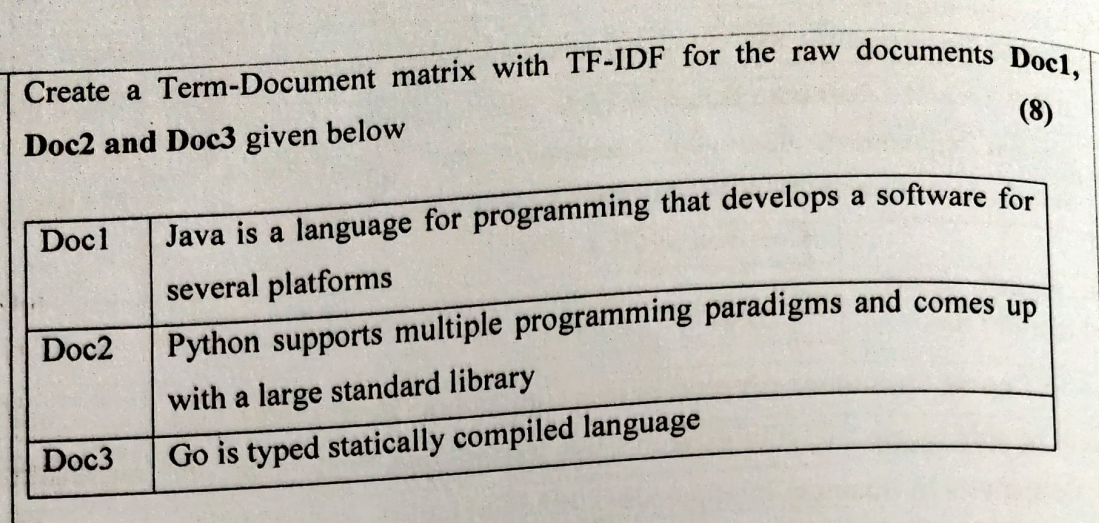 Create a Term-Document matrix with TF-IDF for the raw documents Doc1,
Doc2 and Doc3 given below
(8)
Doc1
Java is a language for programming that develops a software for
several platforms
Doc2
Python supports multiple programming paradigms and comes up
with a large standard library
Doc3
Go is typed statically compiled language